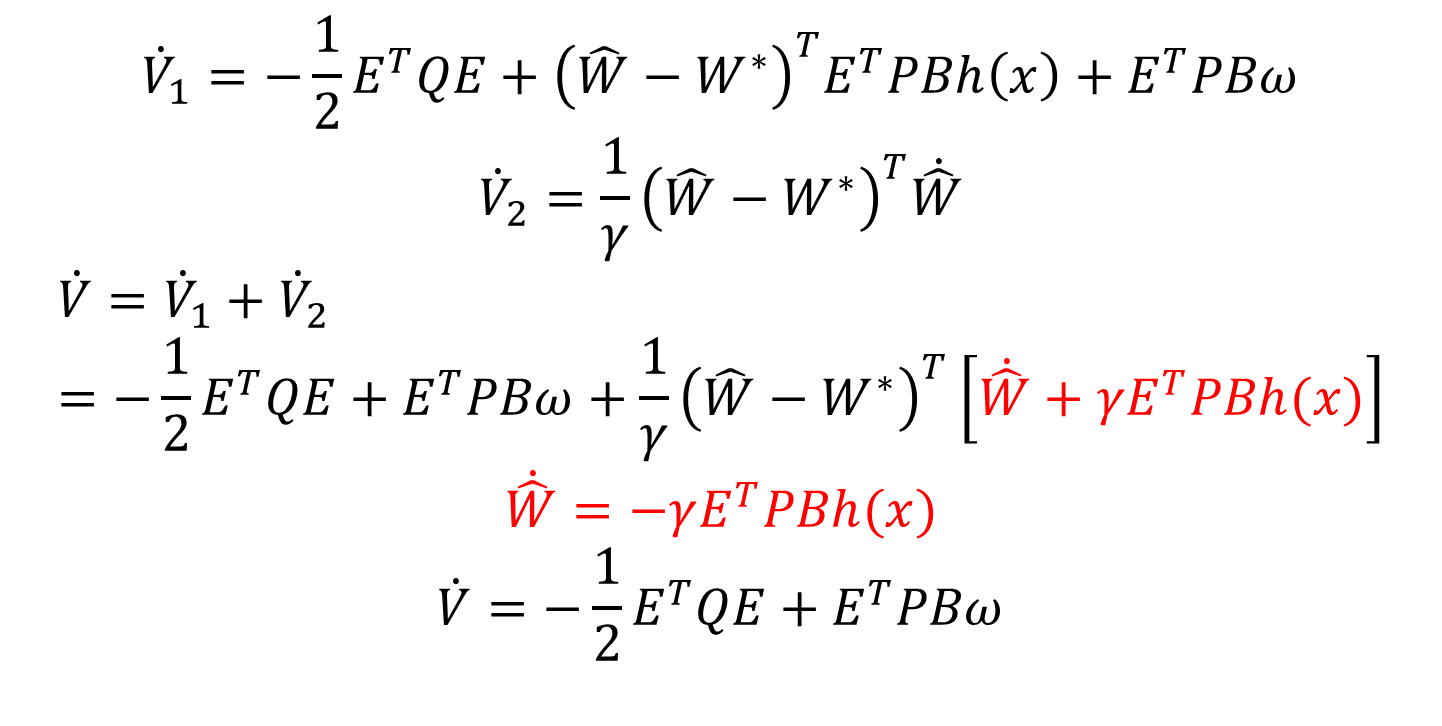 V̇₁ = −1/2 EᵀQE + (Ŵ − W*)ᵀEᵀPBh(x) + EᵀPBω
V̇₂ = 1/γ (Ŵ − W*)ᵀ Ŵ̇
V̇ = V̇₁ + V̇₂
= −1/2 EᵀQE + EᵀPBω + 1/γ (Ŵ − W*)ᵀ [Ŵ̇ + γEᵀPBh(x)]
Ŵ̇ = −γEᵀPBh(x)
V̇ = −1/2 EᵀQE + EᵀPBω